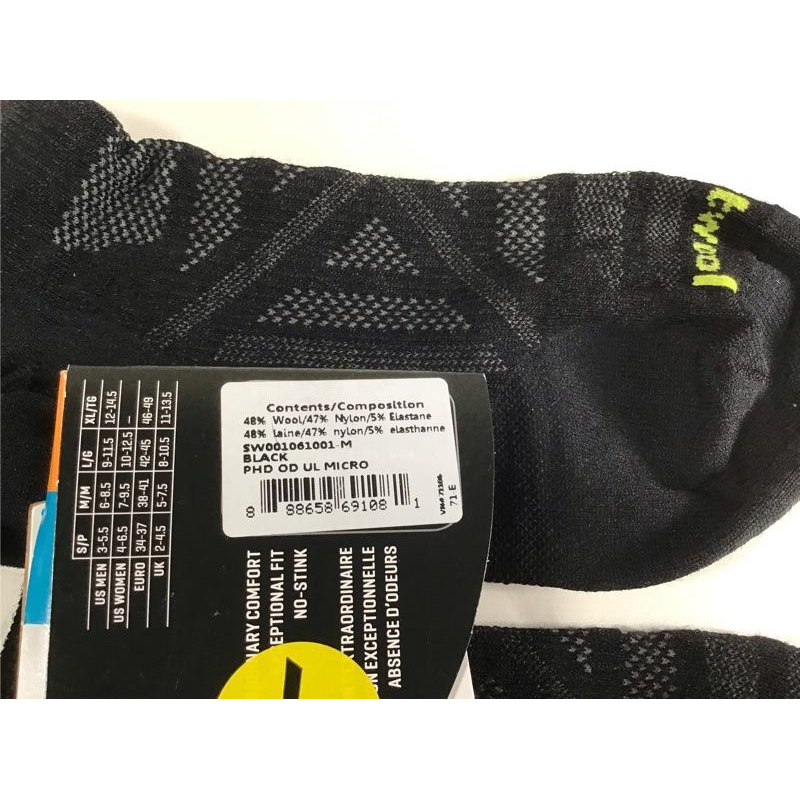 twool
Contents/Composition
48% Wool/47% Nylon/5% Elastane
48% laine/47% nylon/5% elasthanne
SW001061001-M
BLACK
PHD OD UL MICRO
8 88658 69108 1
71 E
S/P M/M L/G XL/TG
US MEN 3-5.5 6-8.5 9-11.5 12-14.5
US WOMEN 4-6.5 7-9.5 10-12.5 –
EURO 34-37 38-41 42-45 46-49
UK 2-4.5 5-7.5 8-10.5 11-13.5
NARY COMFORT
EPTIONAL FIT
NO-STINK
XTRAORDINAIRE
ON EXCEPTIONNELLE
ABSENCE D'ODEURS